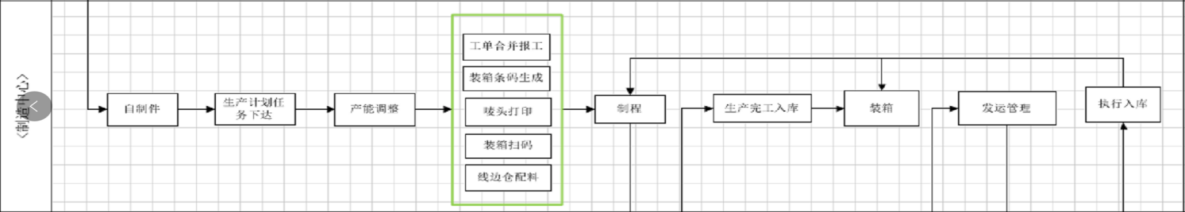 <制造中心>
自制件
生产计划任
务下达
产能调整
工单合并报工
装箱条码生成
唛头打印
装箱扫码
线边仓配料
制程
生产完工入库
装箱
发运管理
执行入库